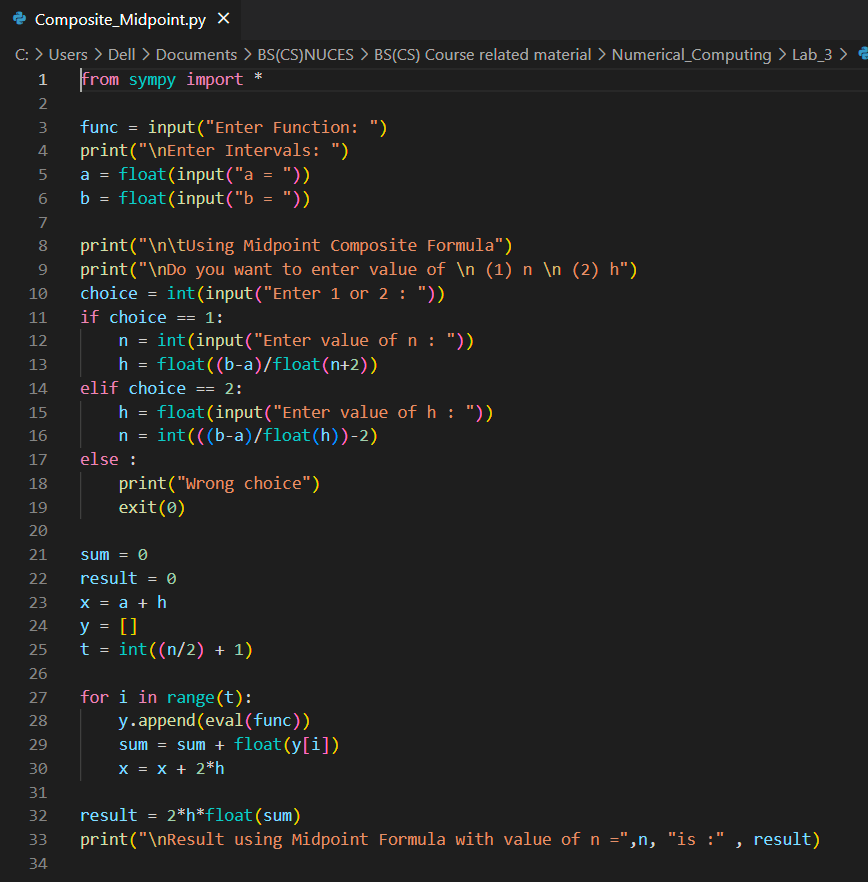 Composite_Midpoint.py ×
C: > Users > Dell > Documents > BS(CS)NUCES > BS(CS) Course related material > Numerical_Computing > Lab_3 >
1 from sympy import *
2
3 func = input("Enter Function: ")
4 print("\nEnter Intervals: ")
5 a = float(input("a = "))
6 b = float(input("b = "))
7
8 print("\n\tUsing Midpoint Composite Formula")
9 print("\nDo you want to enter value of \n (1) n \n (2) h")
10 choice = int(input("Enter 1 or 2 : "))
11 if choice == 1:
12     n = int(input("Enter value of n : "))
13     h = float((b-a)/float(n+2))
14 elif choice == 2:
15     h = float(input("Enter value of h : "))
16     n = int(((b-a)/float(h))-2)
17 else :
18     print("Wrong choice")
19     exit(0)
20
21 sum = 0
22 result = 0
23 x = a + h
24 y = []
25 t = int((n/2) + 1)
26
27 for i in range(t):
28     y.append(eval(func))
29     sum = sum + float(y[i])
30     x = x + 2*h
31
32 result = 2*h*float(sum)
33 print("\nResult using Midpoint Formula with value of n =",n, "is :" , result)
34